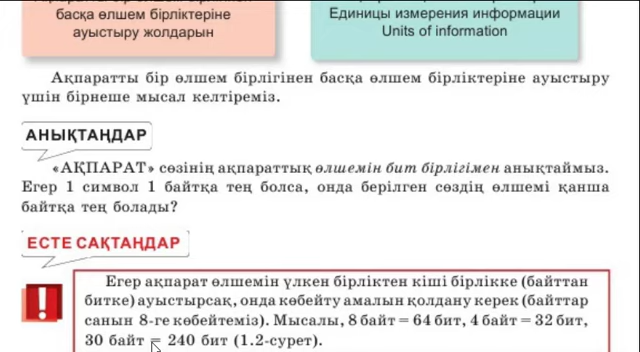 басқа өлшем бірліктеріне
ауыстыру жолдарын
Единицы измерения информации
Units of information
Ақпаратты бір өлшем бірлігінен басқа өлшем бірліктеріне ауыстыру
үшін бірнеше мысал келтіреміз.
АНЫҚТАҢДАР
«АҚПАРАТ» сөзінің ақпараттық өлшемін бит бірлігімен анықтаймыз.
Егер 1 символ 1 байтқа тең болса, онда берілген сөздің өлшемі қанша
байтқа тең болады?
ЕСТЕ САҚТАҢДАР
Егер ақпарат өлшемін үлкен бірліктен кіші бірлікке (байттан
битке) ауыстырсақ, онда көбейту амалын қолдану керек (байттар
санын 8-ге көбейтеміз). Мысалы, 8 байт = 64 бит, 4 байт = 32 бит,
30 байт = 240 бит (1.2-сурет).